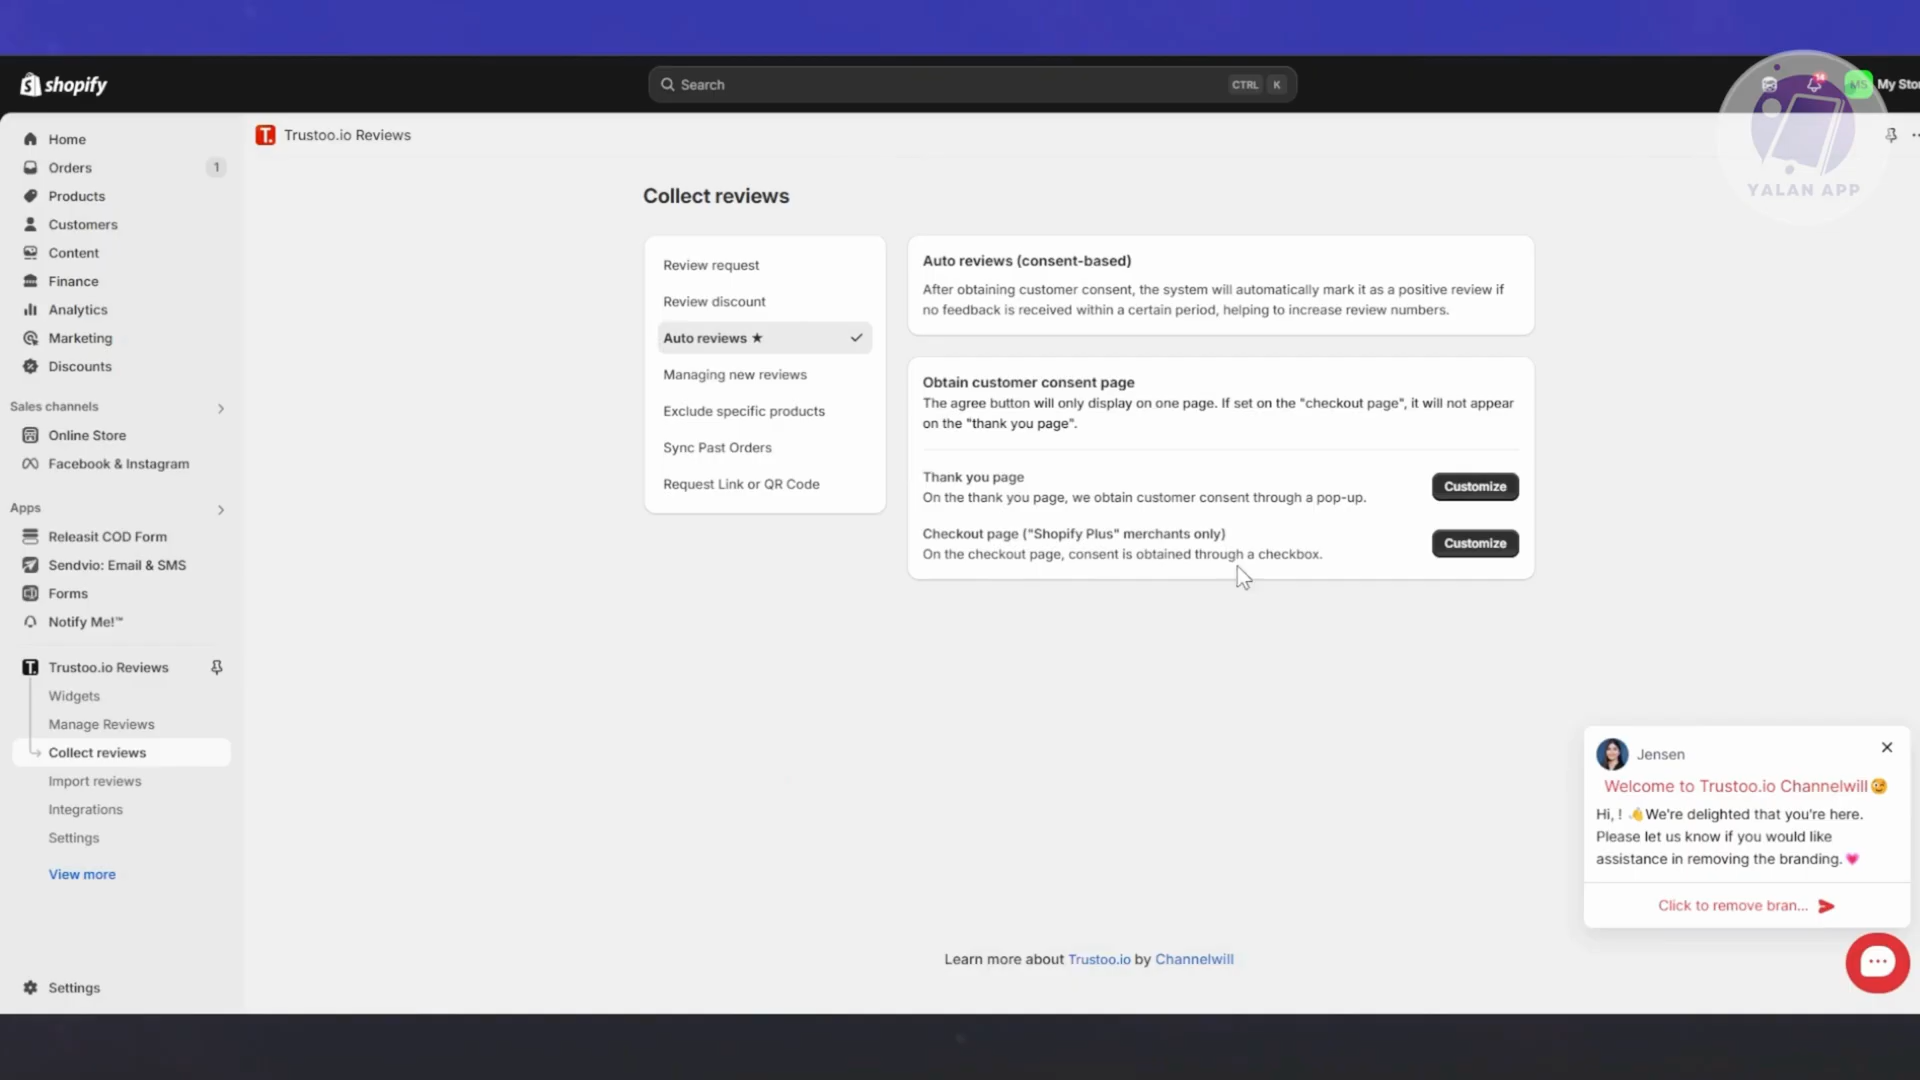 shopify
Search
CTRL K
MS
My Sto
YALAN APP
Home
Orders
1
Products
Customers
Content
Finance
Analytics
Marketing
Discounts
Sales channels
Online Store
Facebook & Instagram
Apps
Releasit COD Form
Sendvio: Email & SMS
Forms
Notify Me!™
Trustoo.io Reviews
Widgets
Manage Reviews
Collect reviews
Import reviews
Integrations
Settings
View more
Settings
Trustoo.io Reviews
Collect reviews
Review request
Review discount
Auto reviews ★
Managing new reviews
Exclude specific products
Sync Past Orders
Request Link or QR Code
Auto reviews (consent-based)
After obtaining customer consent, the system will automatically mark it as a positive review if
no feedback is received within a certain period, helping to increase review numbers.
Obtain customer consent page
The agree button will only display on one page. If set on the "checkout page", it will not appear
on the "thank you page".
Thank you page
On the thank you page, we obtain customer consent through a pop-up.
Customize
Checkout page ("Shopify Plus" merchants only)
On the checkout page, consent is obtained through a checkbox.
Customize
Learn more about Trustoo.io by Channelwill
Jensen
Welcome to Trustoo.io Channelwill😉
Hi, ! 👋We're delighted that you're here.
Please let us know if you would like
assistance in removing the branding.💗
Click to remove bran...